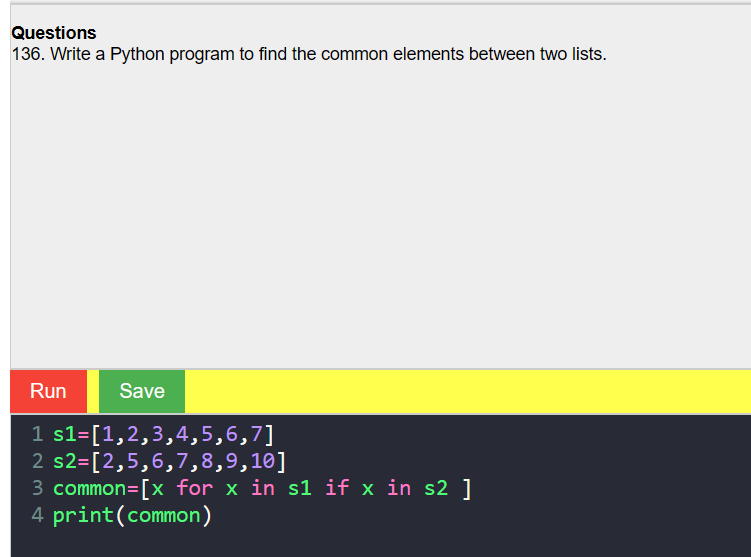 Questions
136. Write a Python program to find the common elements between two lists.
Run Save
1 s1=[1,2,3,4,5,6,7]
2 s2=[2,5,6,7,8,9,10]
3 common=[x for x in s1 if x in s2 ]
4 print(common)